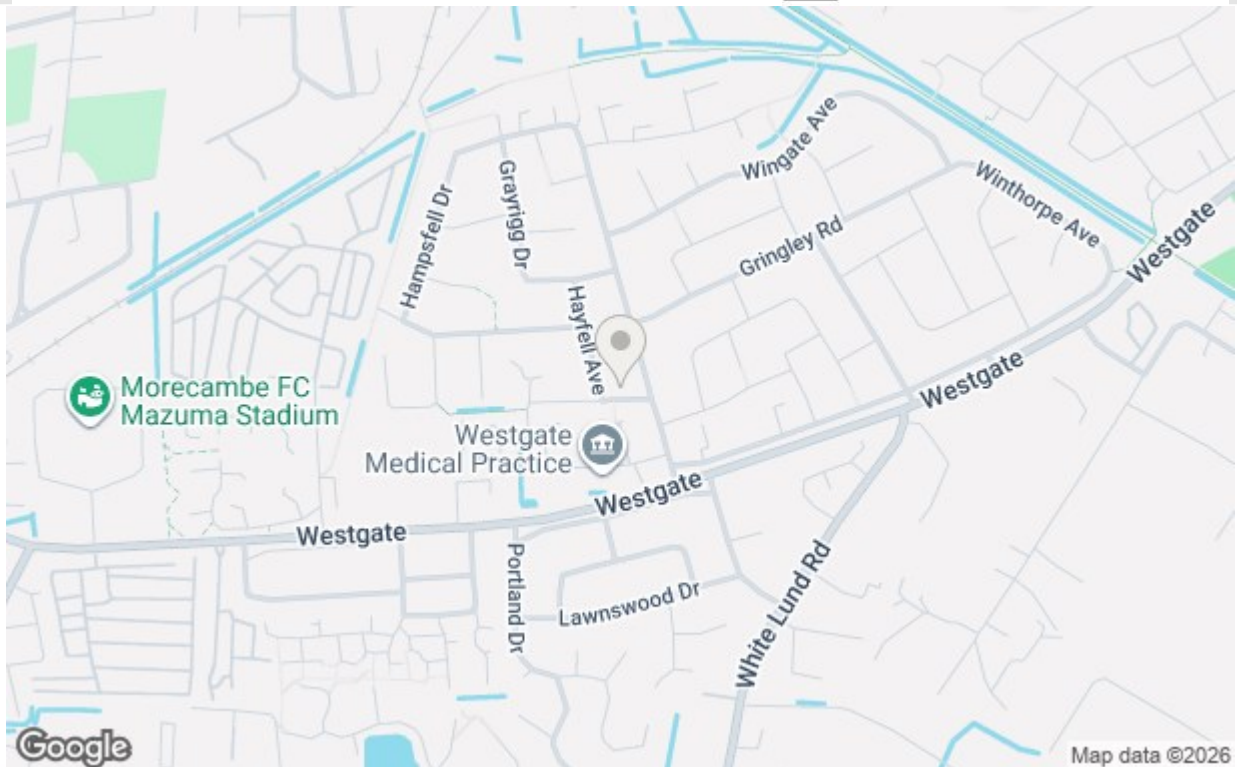 Wingate Ave
Winthorpe Ave
Westgate
Grayrigg Dr
Hampsfell Dr
Gringley Rd
Hayfell Ave
Morecambe FC
Mazuma Stadium
Westgate
Westgate
Medical Practice
Westgate
Westgate
Portland Dr
Lawnswood Dr
White Lund Rd
Google
Map data ©2026